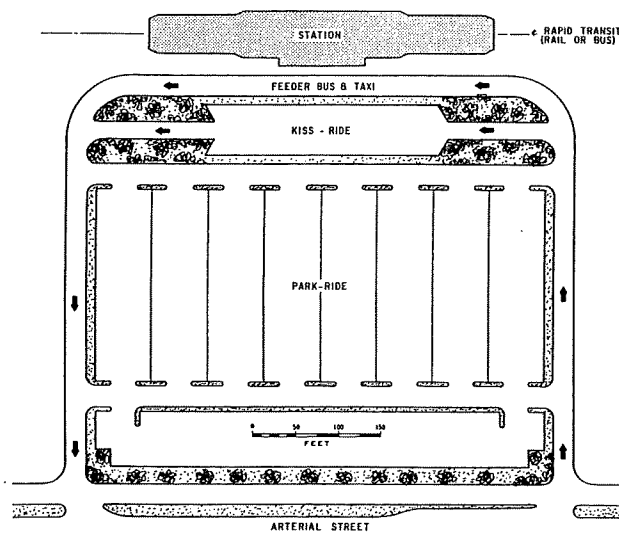 STATION
℄ RAPID TRANSIT
(RAIL OR BUS)
FEEDER BUS & TAXI
KISS - RIDE
PARK-RIDE
0 50 100 150
FEET
ARTERIAL STREET